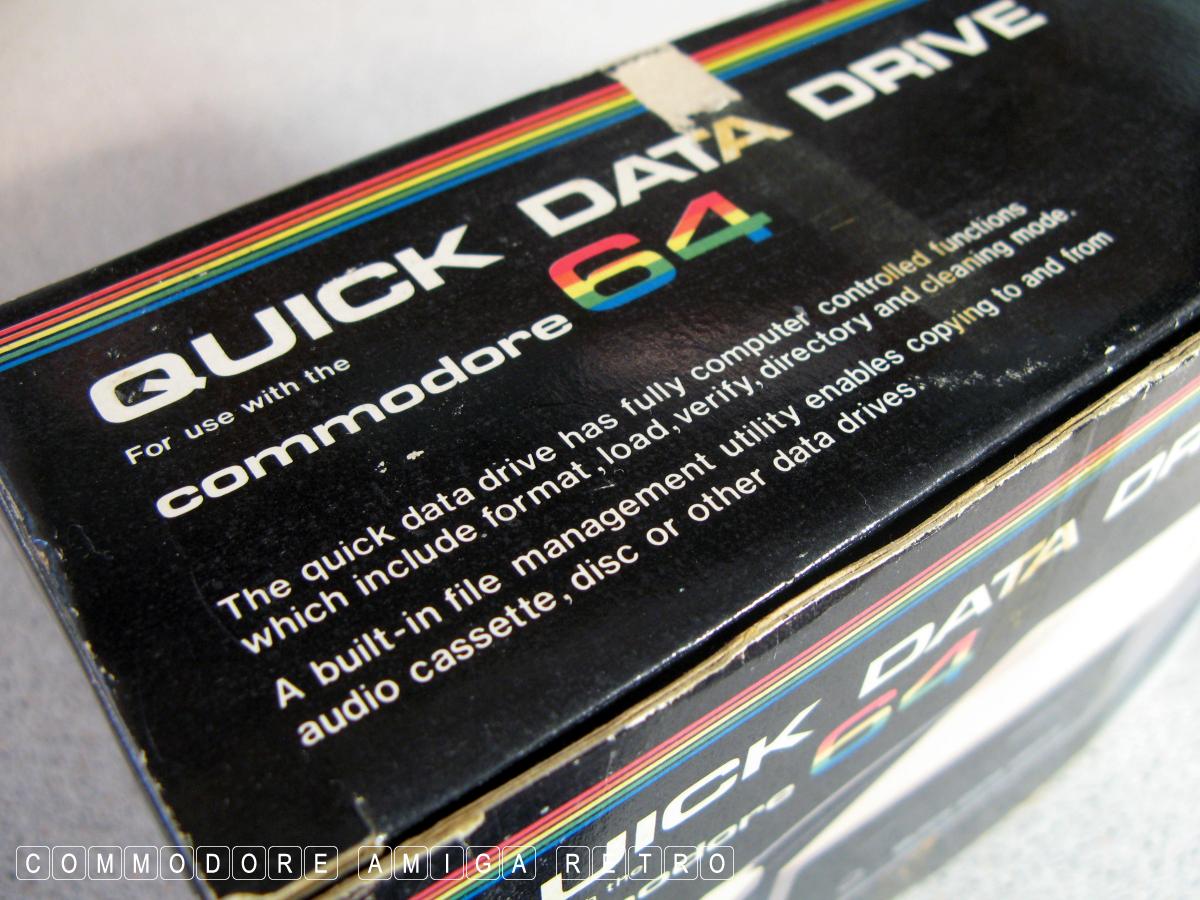 QUICK DATA DRIVE
For use with the
commodore 64
The quick data drive has fully computer controlled functions
which include format, load, verify, directory and cleaning mode.
A built-in file management utility enables copying to and from
audio cassette, disc or other data drives.
QUICK DATA
64
the
COMMODORE AMIGA RETRO